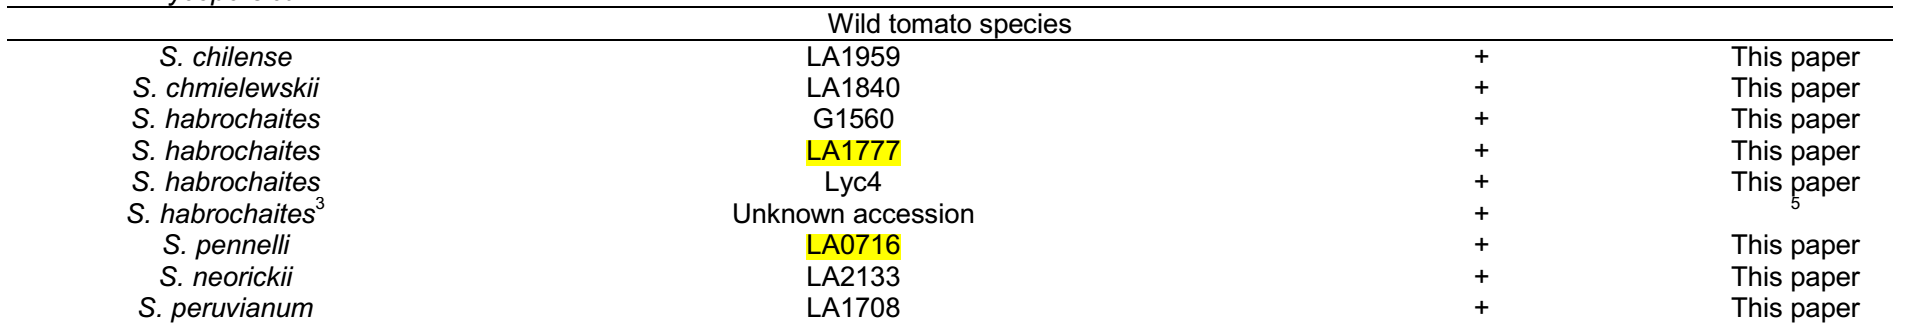 Wild tomato species
S. chilense LA1959 + This paper
S. chmielewskii LA1840 + This paper
S. habrochaites G1560 + This paper
S. habrochaites LA1777 + This paper
S. habrochaites Lyc4 + This paper
S. habrochaites3 Unknown accession + 5
S. pennelli LA0716 + This paper
S. neorickii LA2133 + This paper
S. peruvianum LA1708 + This paper